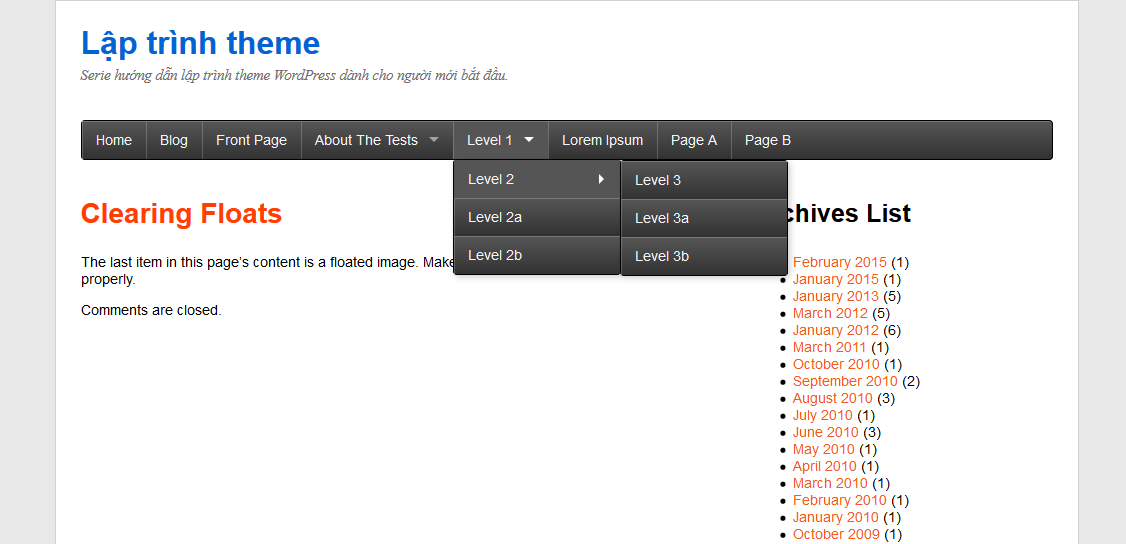 Lập trình theme
Serie hướng dẫn lập trình theme WordPress dành cho người mới bắt đầu.
Home Blog Front Page About The Tests Level 1 Lorem Ipsum Page A Page B
Level 2
Level 2a
Level 2b
Level 3
Level 3a
Level 3b
Clearing Floats
The last item in this page’s content is a floated image. Make
properly.
Comments are closed.
chives List
February 2015 (1)
January 2015 (1)
January 2013 (5)
March 2012 (5)
January 2012 (6)
March 2011 (1)
October 2010 (1)
September 2010 (2)
August 2010 (3)
July 2010 (1)
June 2010 (3)
May 2010 (1)
April 2010 (1)
March 2010 (1)
February 2010 (1)
January 2010 (1)
October 2009 (1)